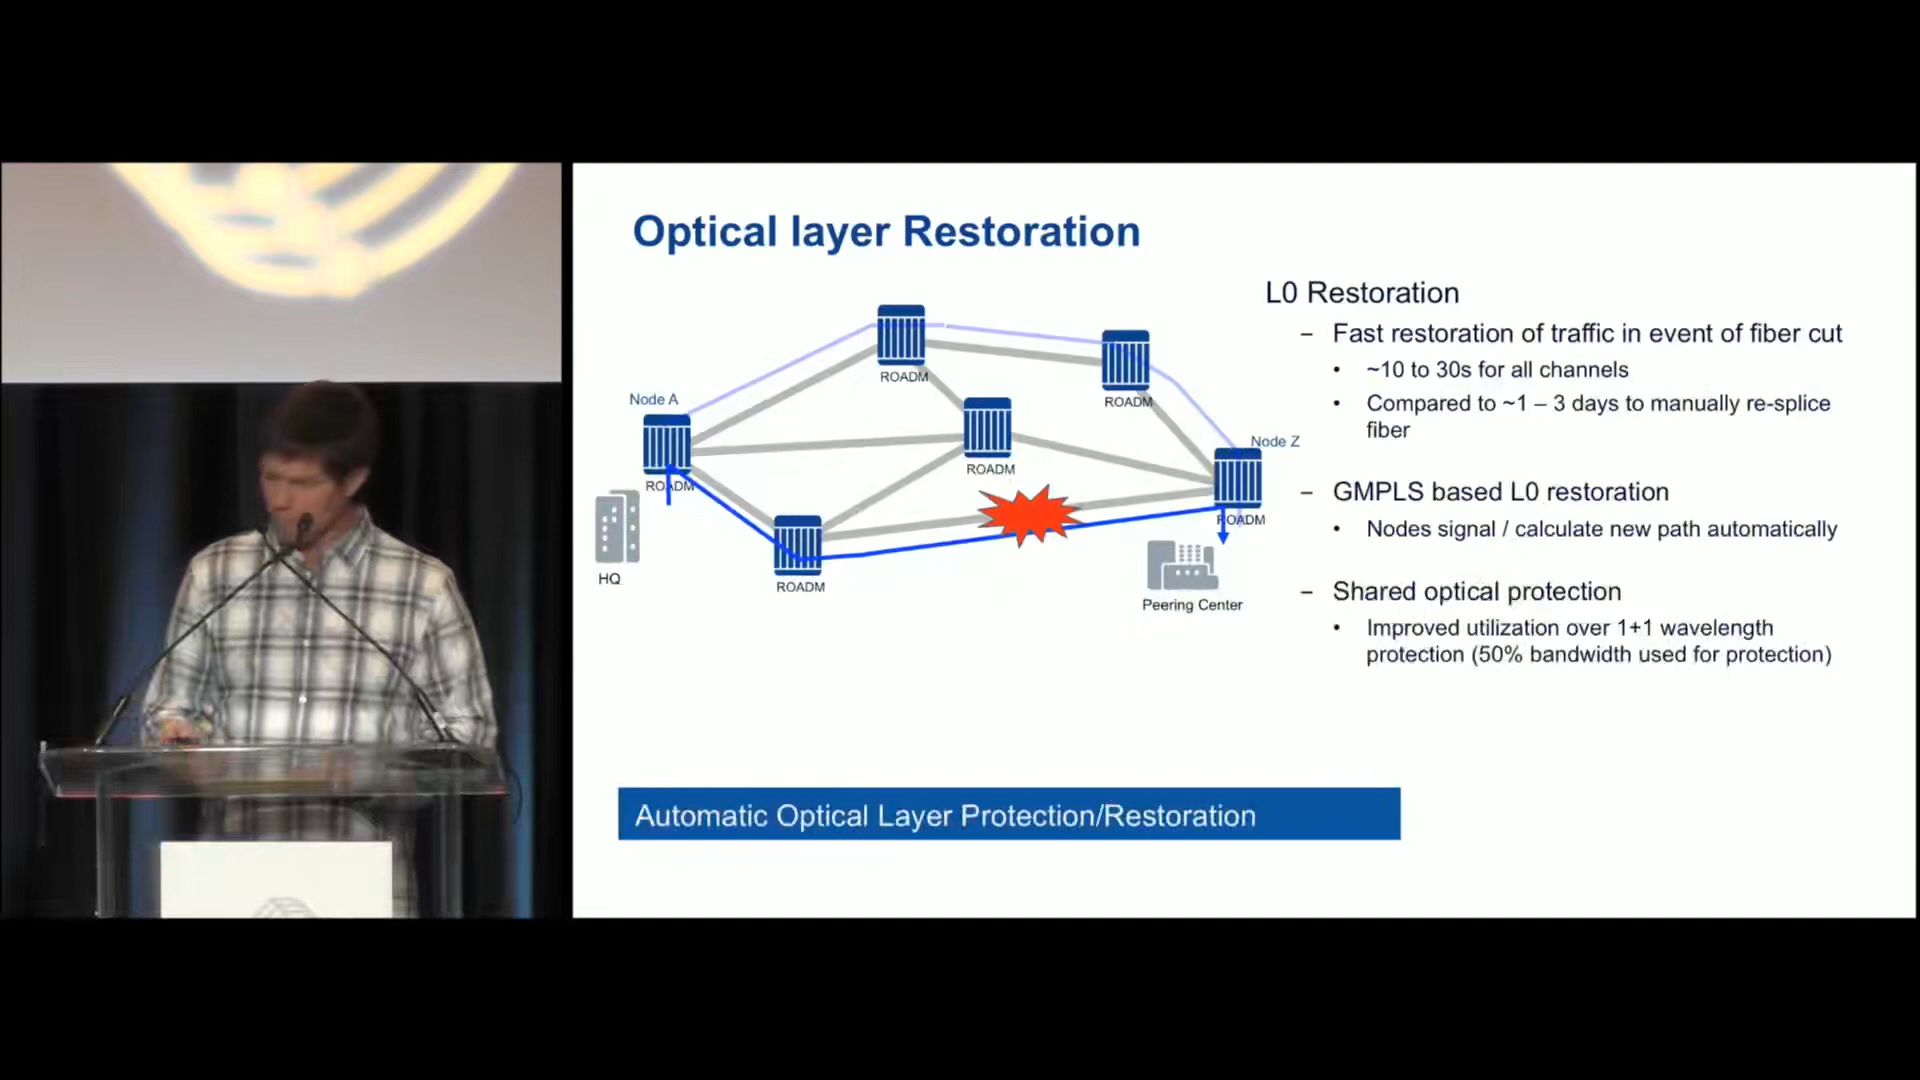 Optical layer Restoration
L0 Restoration
– Fast restoration of traffic in event of fiber cut
• ~10 to 30s for all channels
• Compared to ~1 – 3 days to manually re-splice
fiber
– GMPLS based L0 restoration
• Nodes signal / calculate new path automatically
– Shared optical protection
• Improved utilization over 1+1 wavelength
protection (50% bandwidth used for protection)
ROADM
ROADM
Node A
ROADM
ROADM
Node Z
ROADM
ROADM
HQ
Peering Center
Automatic Optical Layer Protection/Restoration